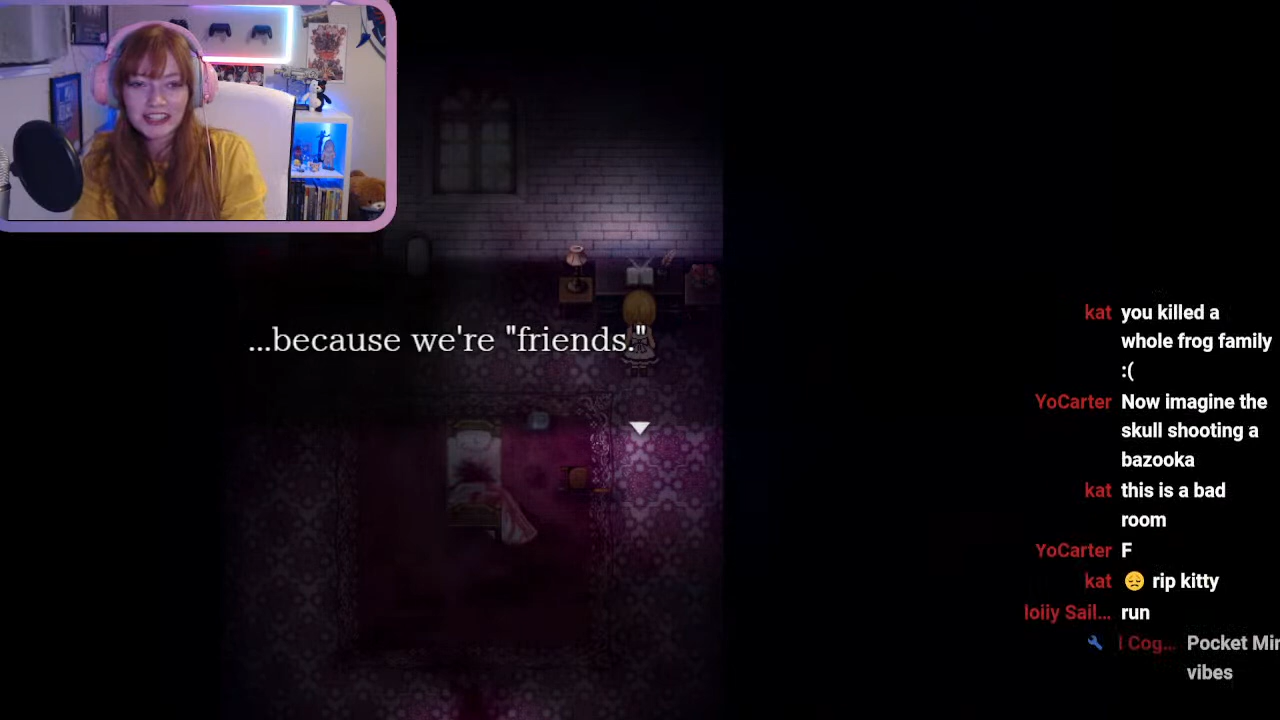 ...because we're "friends."
kat you killed a
whole frog family
:(
YoCarter Now imagine the
skull shooting a
bazooka
kat this is a bad
room
YoCarter F
kat 😔 rip kitty
loiiy Sail... run
l Cog... Pocket Mir
vibes